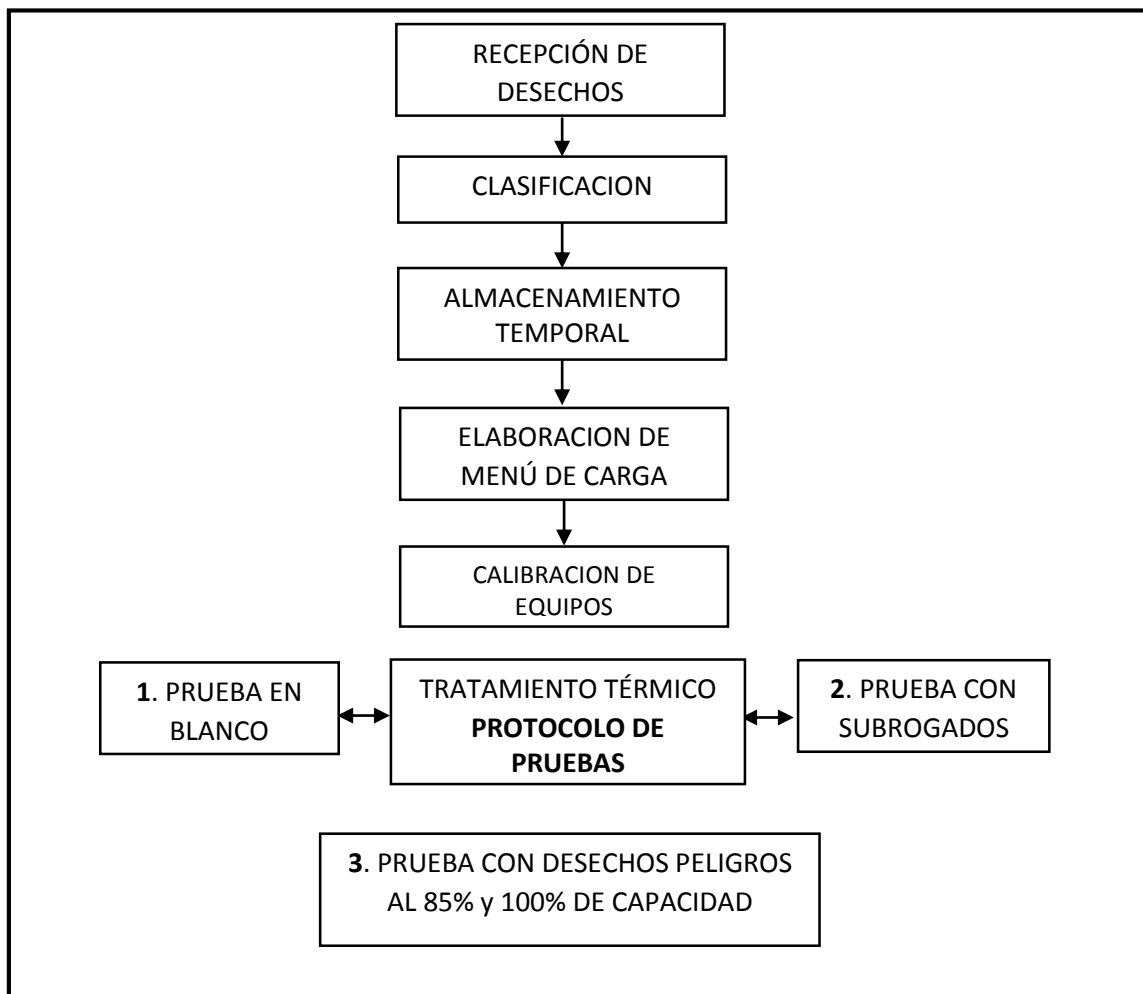 RECEPCIÓN DE
DESECHOS
CLASIFICACION
ALMACENAMIENTO
TEMPORAL
ELABORACION DE
MENÚ DE CARGA
CALIBRACION DE
EQUIPOS
1. PRUEBA EN
BLANCO
TRATAMIENTO TÉRMICO
PROTOCOLO DE
PRUEBAS
2. PRUEBA CON
SUBROGADOS
3. PRUEBA CON DESECHOS PELIGROS
AL 85% y 100% DE CAPACIDAD